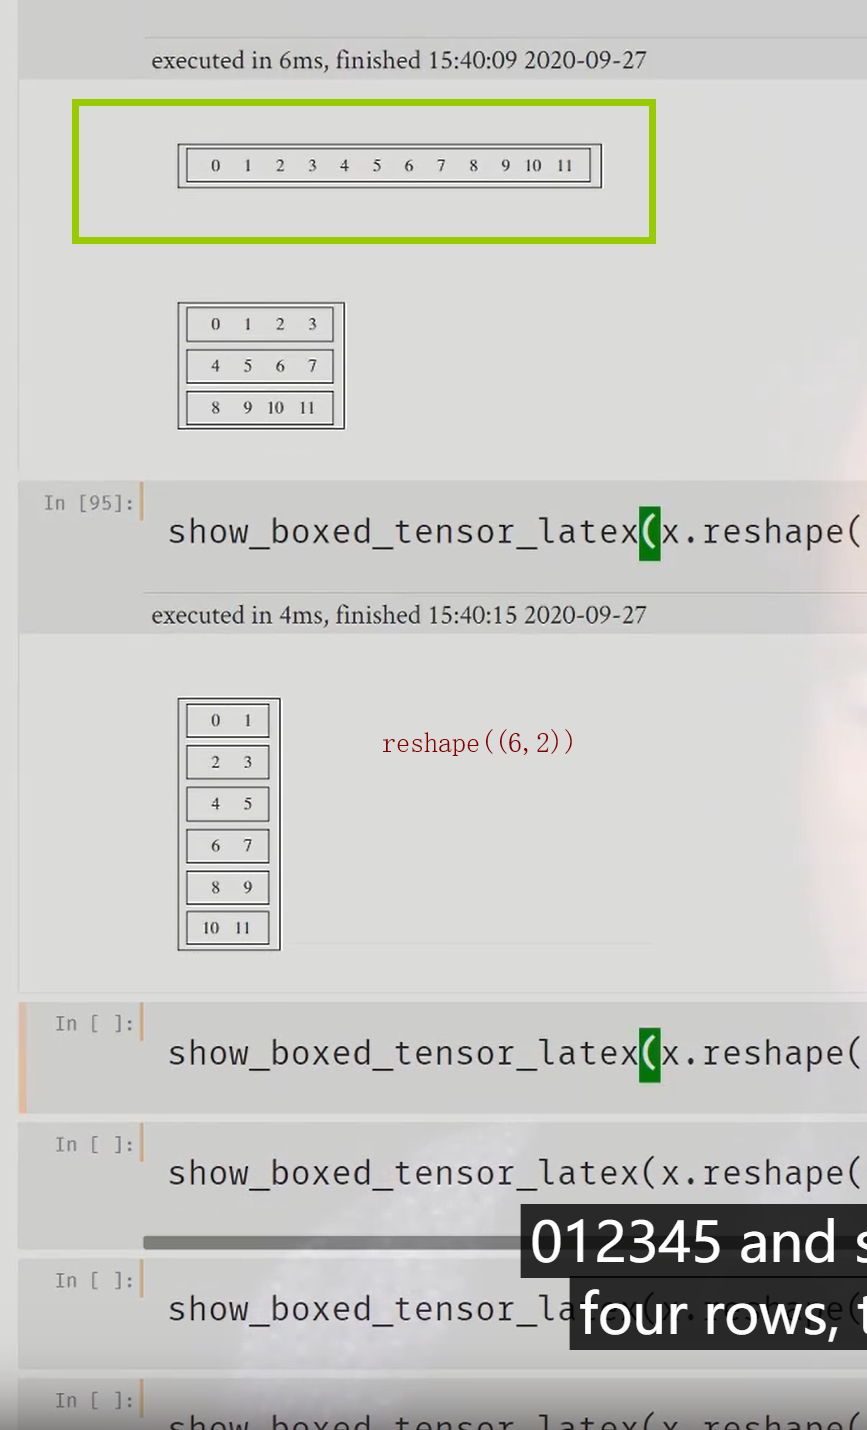 executed in 6ms, finished 15:40:09 2020-09-27
0 1 2 3 4 5 6 7 8 9 10 11
0 1 2 3
4 5 6 7
8 9 10 11
In [95]:
show_boxed_tensor_latex(x.reshape(
executed in 4ms, finished 15:40:15 2020-09-27
0 1
2 3
reshape((6,2))
4 5
6 7
8 9
10 11
In [ ]:
show_boxed_tensor_latex(x.reshape(
In [ ]:
show_boxed_tensor_latex(x.reshape(
012345 and s
In [ ]:
show_boxed_tensor_la
four rows, t
In [ ]:
show_boxed_tensor_latex(x.reshape(